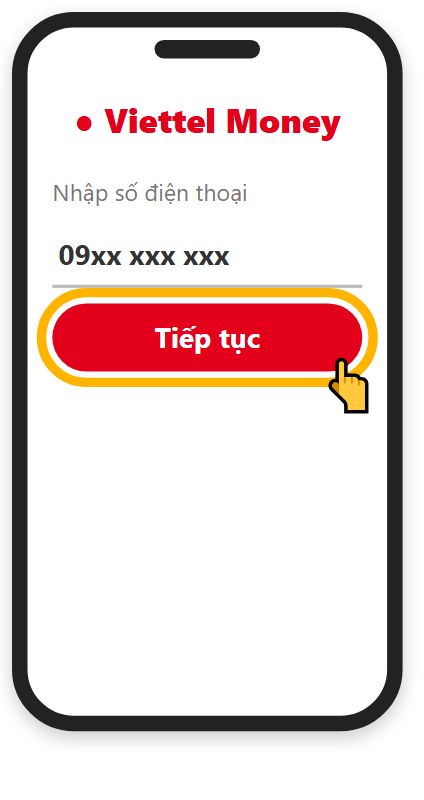 ● Viettel Money
Nhập số điện thoại
09xx xxx xxx
Tiếp tục